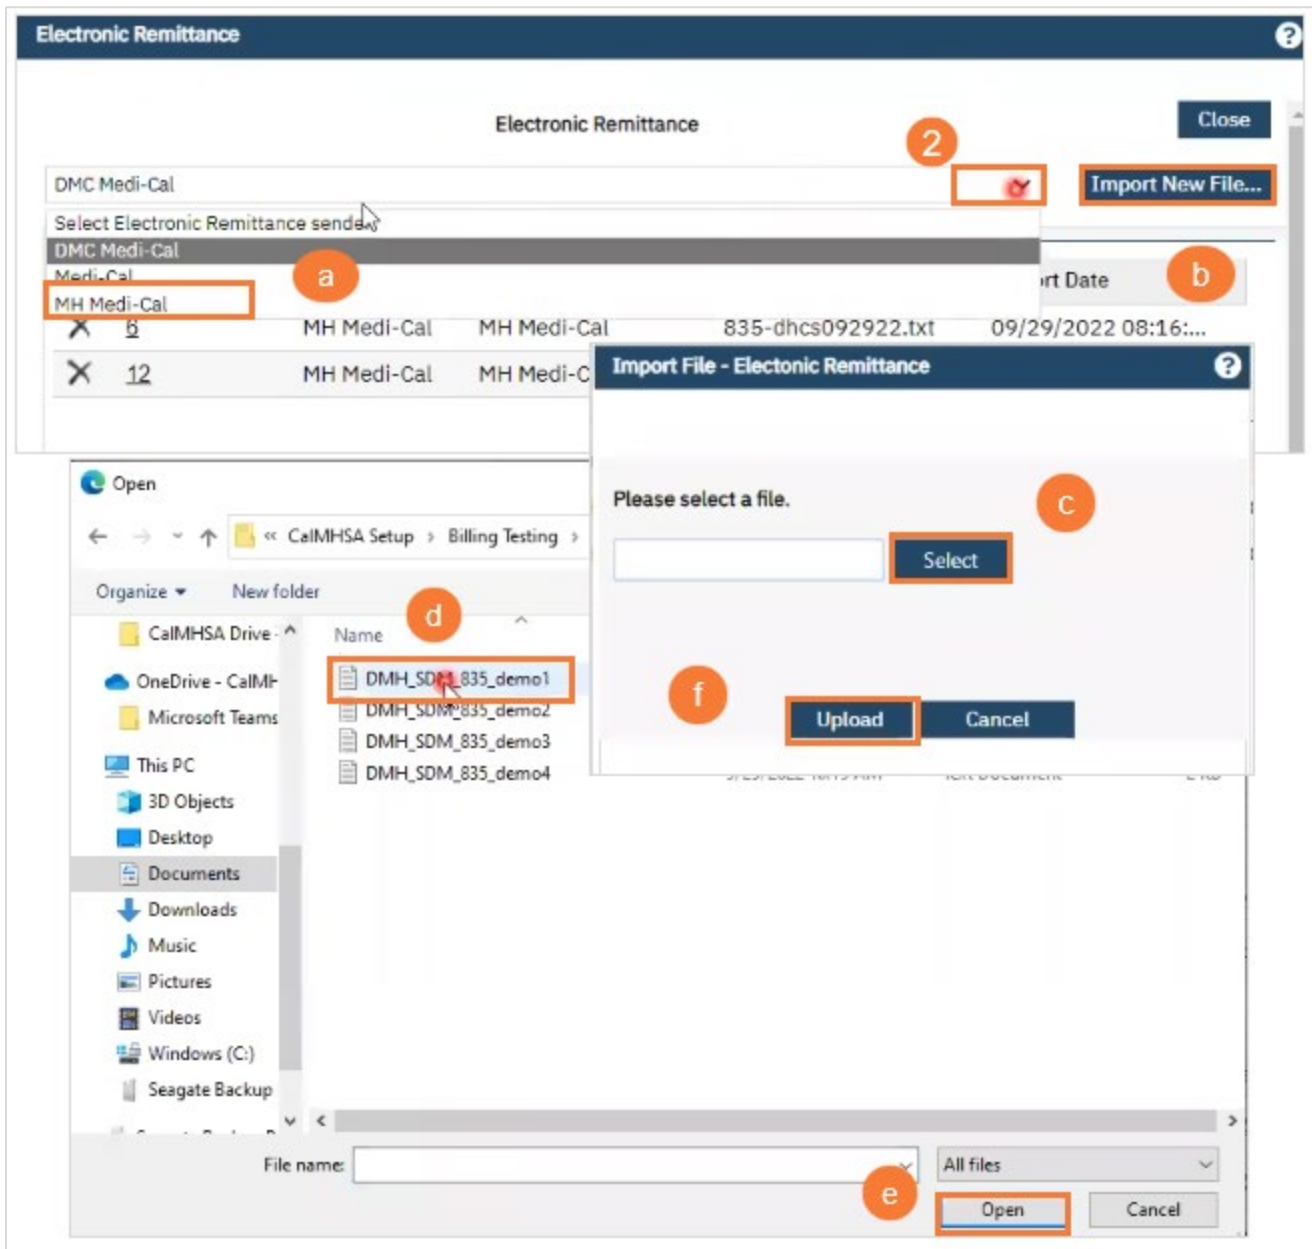 Electronic Remittance
?
Electronic Remittance
Close
2
DMC Medi-Cal
Import New File...
Select Electronic Remittance sender
DMC Medi-Cal
Medi-Cal
MH Medi-Cal
a
b
rt Date
6 MH Medi-Cal MH Medi-Cal 835-dhcs092922.txt 09/29/2022 08:16:...
12 MH Medi-Cal MH Medi-C
Import File - Electonic Remittance
?
Please select a file.
c
Select
f
Upload
Cancel
Open
« CalMHSA Setup > Billing Testing >
Organize
New folder
d
Name
CalMHSA Drive -
OneDrive - CalMH
Microsoft Teams
This PC
3D Objects
Desktop
Documents
Downloads
Music
Pictures
Videos
Windows (C:)
Seagate Backup
DMH_SDM_835_demo1
DMH_SDM_835_demo2
DMH_SDM_835_demo3
DMH_SDM_835_demo4
File name:
All files
e
Open
Cancel